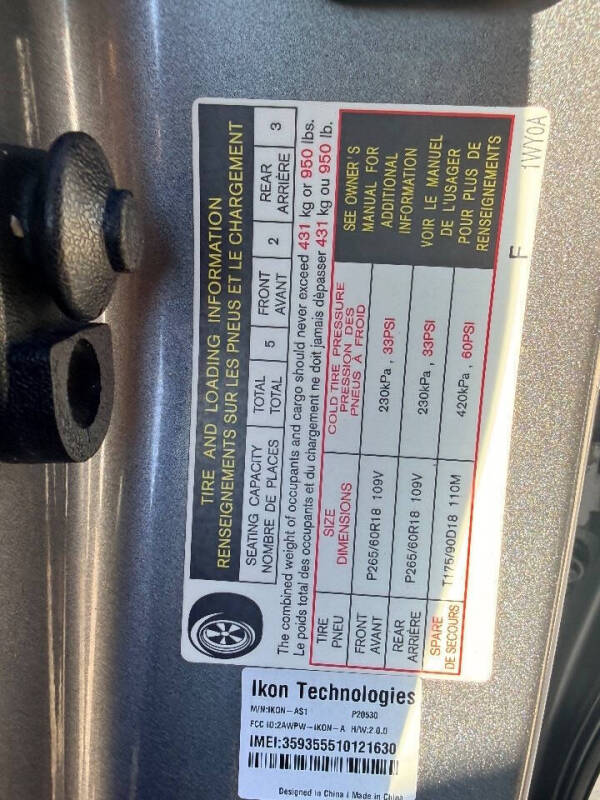 TIRE AND LOADING INFORMATION
RENSEIGNEMENTS SUR LES PNEUS ET LE CHARGEMENT
SEATING CAPACITY TOTAL 5 FRONT 2 REAR 3
NOMBRE DE PLACES TOTAL AVANT ARRIÈRE
The combined weight of occupants and cargo should never exceed 431 kg or 950 lbs.
Le poids total des occupants et du chargement ne doit jamais dépasser 431 kg ou 950 lb.
TIRE SIZE COLD TIRE PRESSURE
PNEU DIMENSIONS PRESSION DES
PNEUS À FROID
FRONT P265/60R18 109V 230kPa , 33PSI
AVANT
REAR P265/60R18 109V 230kPa , 33PSI
ARRIÈRE
SPARE T175/90D18 110M 420kPa , 60PSI
DE SECOURS
SEE OWNER'S
MANUAL FOR
ADDITIONAL
INFORMATION
VOIR LE MANUEL
DE L'USAGER
POUR PLUS DE
RENSEIGNEMENTS
F 1WY0A
Ikon Technologies
M/N:IKON-AS1 P20530
FCC ID:2AWPW-IKON-A H/W:2.0.0
IMEI:359355510121630
Designed in China | Made in China